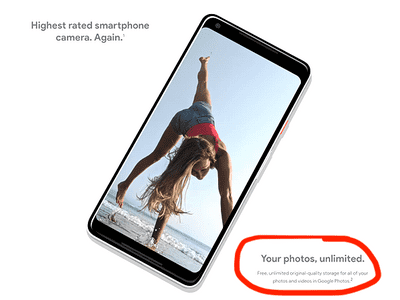 Highest rated smartphone
camera. Again.
Your photos, unlimited.
Free, unlimited original-quality storage for all of your
photos and videos in Google Photos.²